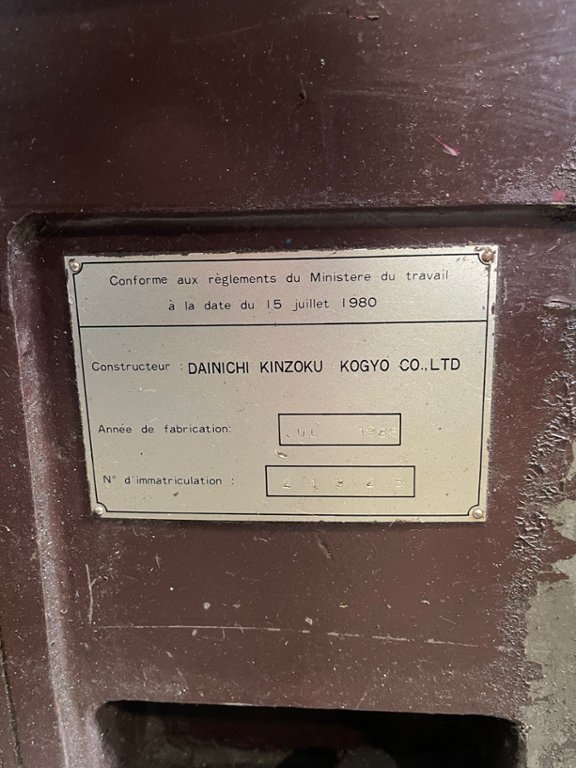 Conforme aux règlements du Ministere du travail
à la date du 15 juillet 1980
Constructeur : DAINICHI KINZOKU KOGYO CO.,LTD
Année de fabrication: JUL
N° d'immatriculation :